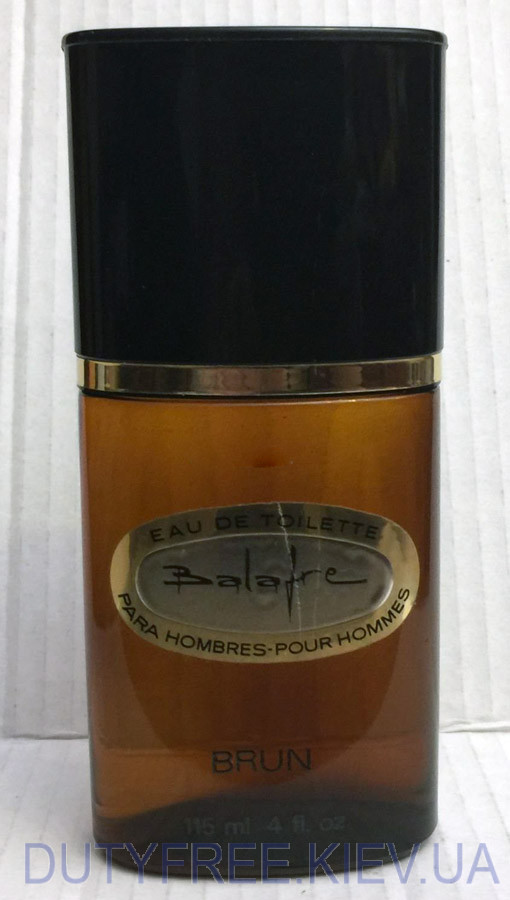 EAU DE TOILETTE
Balafre
PARA HOMBRES-POUR HOMMES
BRUN
115 ml 4 fl. oz
DUTYFREE.KIEV.UA